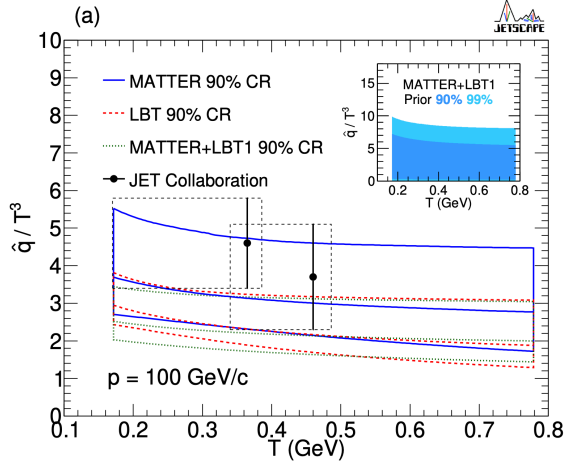 (a)
JETSCAPE
MATTER 90% CR
LBT 90% CR
MATTER+LBT1 90% CR
JET Collaboration
MATTER+LBT1
Prior 90% 99%
q̂ / T³
15
10
5
0
0.2 0.4 0.6 0.8
T (GeV)
q̂ / T³
10
9
8
7
6
5
4
3
2
1
0
p = 100 GeV/c
0.1 0.2 0.3 0.4 0.5 0.6 0.7 0.8
T (GeV)